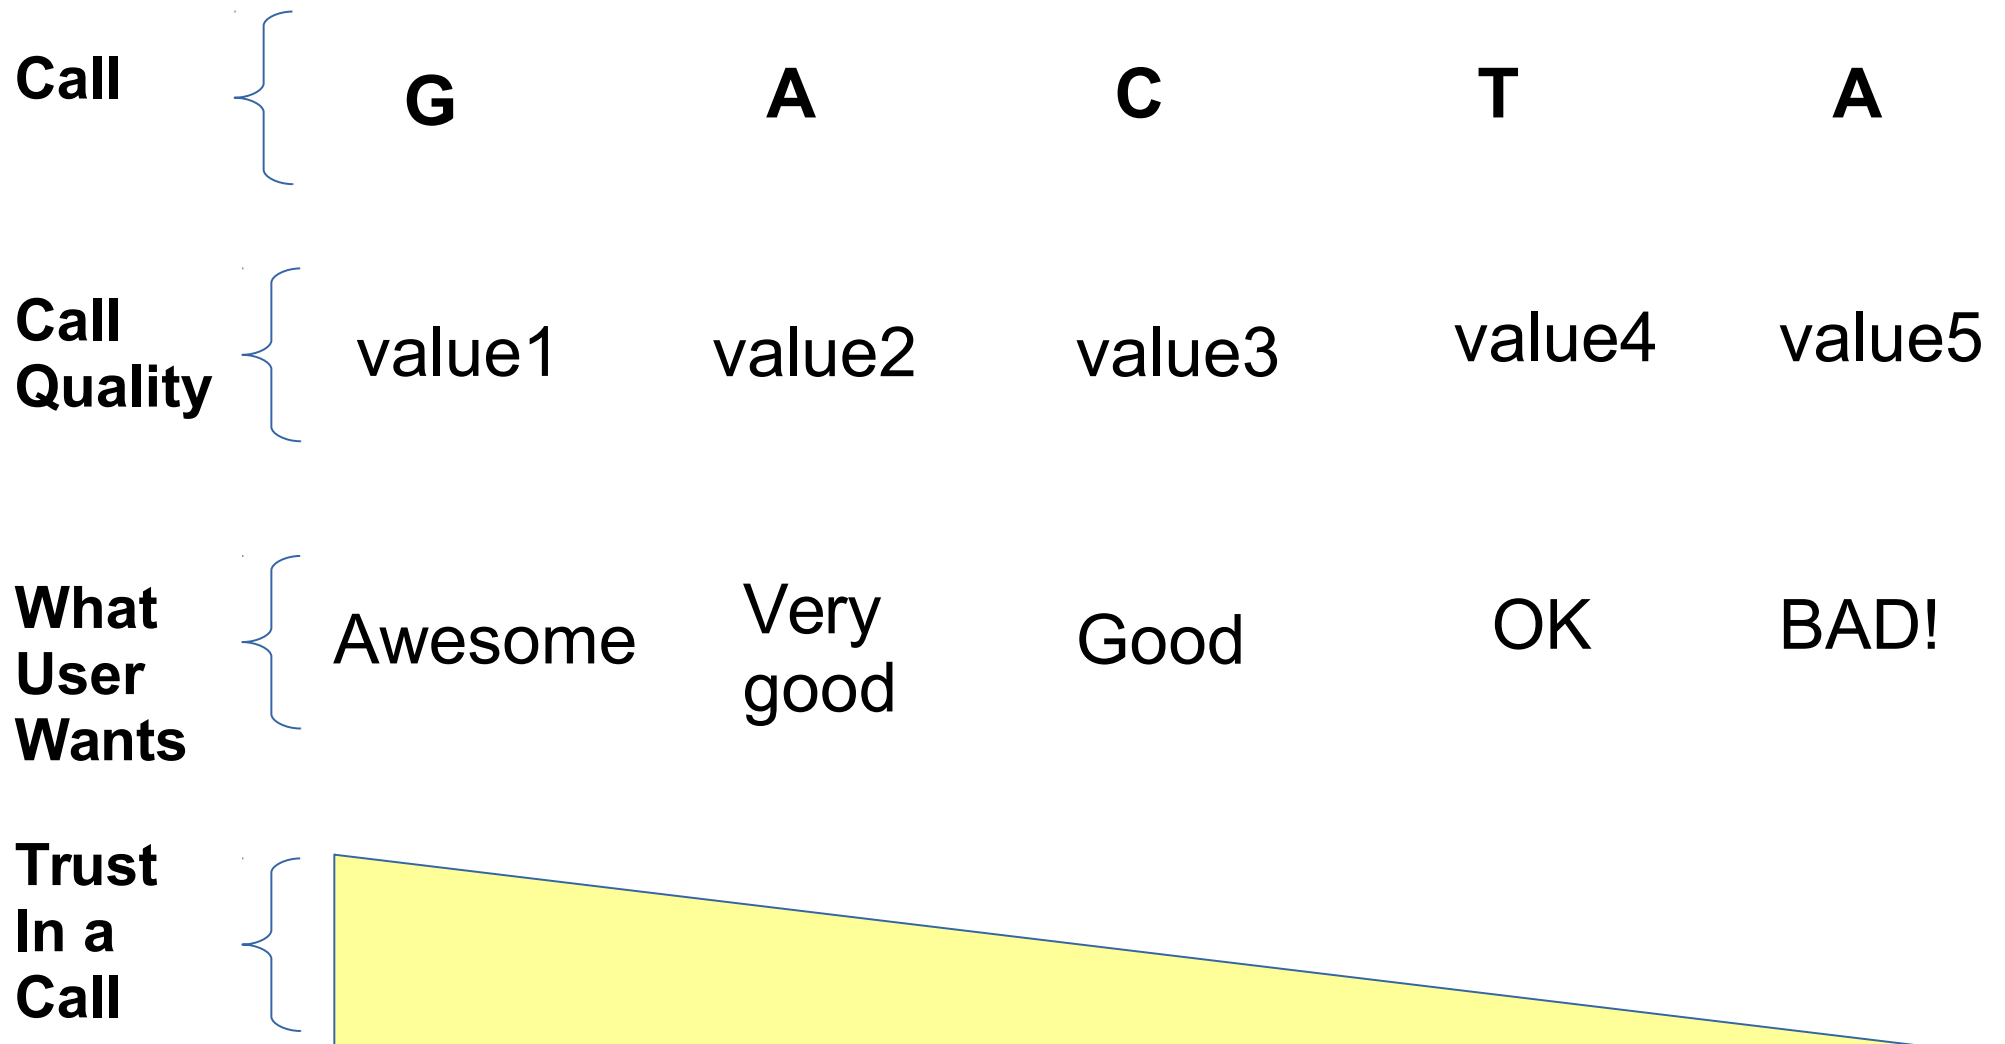 Call G A C T A
Call
Quality
value1 value2 value3 value4 value5
What
User
Wants
Awesome
Very
good
Good OK BAD!
Trust
In a
Call